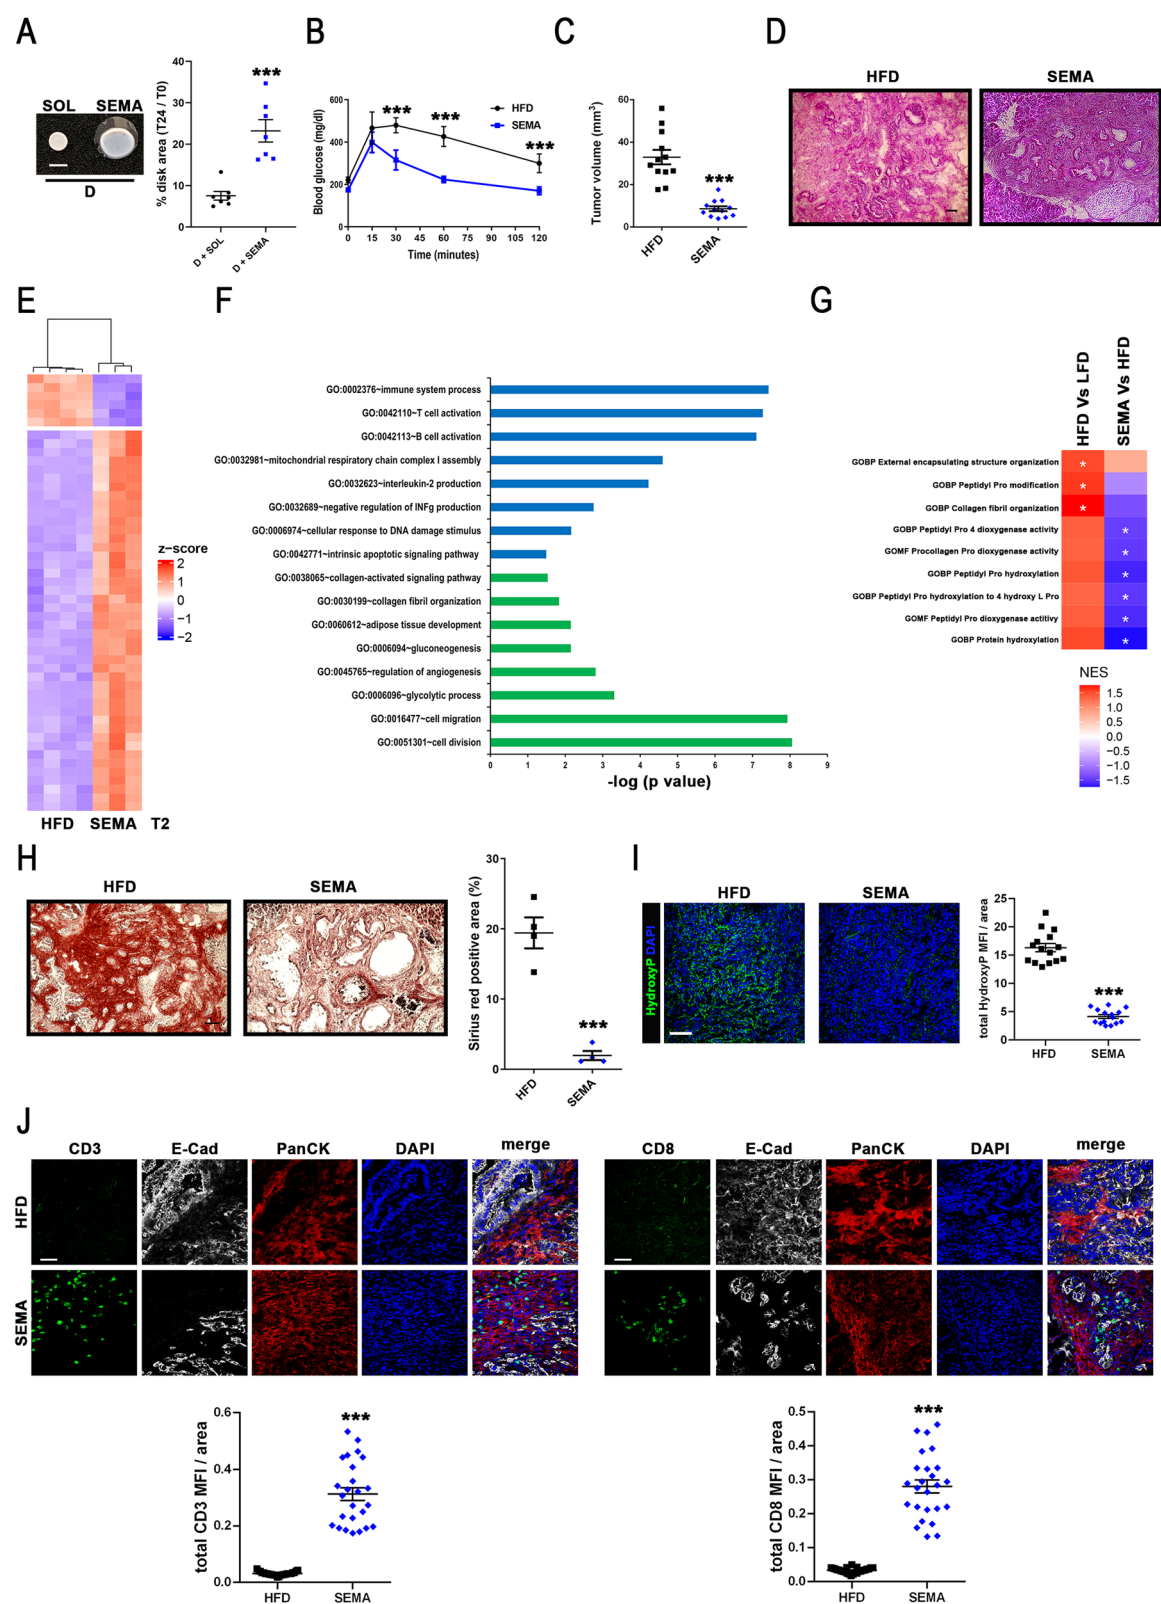 A
SOL SEMA
D
% disk area (T24 / T0)
40
30
20
10
0
***
D + SOL
D + SEMA
B
Blood glucose (mg/dl)
600
400
200
0
*** *** ***
HFD
SEMA
0 15 30 45 60 75 90 105 120
Time (minutes)
C
Tumor volume (mm3)
60
40
20
0
***
HFD
SEMA
D
HFD SEMA
E
z-score
2
1
0
−1
−2
HFD SEMA T2
F
GO:0002376~immune system process
GO:0042110~T cell activation
GO:0042113~B cell activation
GO:0032981~mitochondrial respiratory chain complex I assembly
GO:0032623~interleukin-2 production
GO:0032689~negative regulation of INFg production
GO:0006974~cellular response to DNA damage stimulus
GO:0042771~intrinsic apoptotic signaling pathway
GO:0038065~collagen-activated signaling pathway
GO:0030199~collagen fibril organization
GO:0060612~adipose tissue development
GO:0006094~gluconeogenesis
GO:0045765~regulation of angiogenesis
GO:0006096~glycolytic process
GO:0016477~cell migration
GO:0051301~cell division
0 1 2 3 4 5 6 7 8 9
-log (p value)
G
HFD Vs LFD
SEMA Vs HFD
GOBP External encapsulating structure organization *
GOBP Peptidyl Pro modification *
GOBP Collagen fibril organization *
GOBP Peptidyl Pro 4 dioxygenase activity *
GOMF Procollagen Pro dioxygenase activity *
GOBP Peptidyl Pro hydroxylation *
GOBP Peptidyl Pro hydroxylation to 4 hydroxy L Pro *
GOMF Peptidyl Pro dioxygenase actitivy *
GOBP Protein hydroxylation *
NES
1.5
1.0
0.5
0.0
−0.5
−1.0
−1.5
H
HFD SEMA
Sirius red positive area (%)
30
20
10
0
***
HFD
SEMA
I
HFD SEMA
HydroxyP DAPI
total HydroxyP MFI / area
25
20
15
10
5
0
***
HFD SEMA
J
CD3 E-Cad PanCK DAPI merge
HFD
SEMA
CD8 E-Cad PanCK DAPI merge
total CD3 MFI / area
0.6
0.4
0.2
0.0
***
HFD SEMA
total CD8 MFI / area
0.5
0.4
0.3
0.2
0.1
0.0
***
HFD SEMA